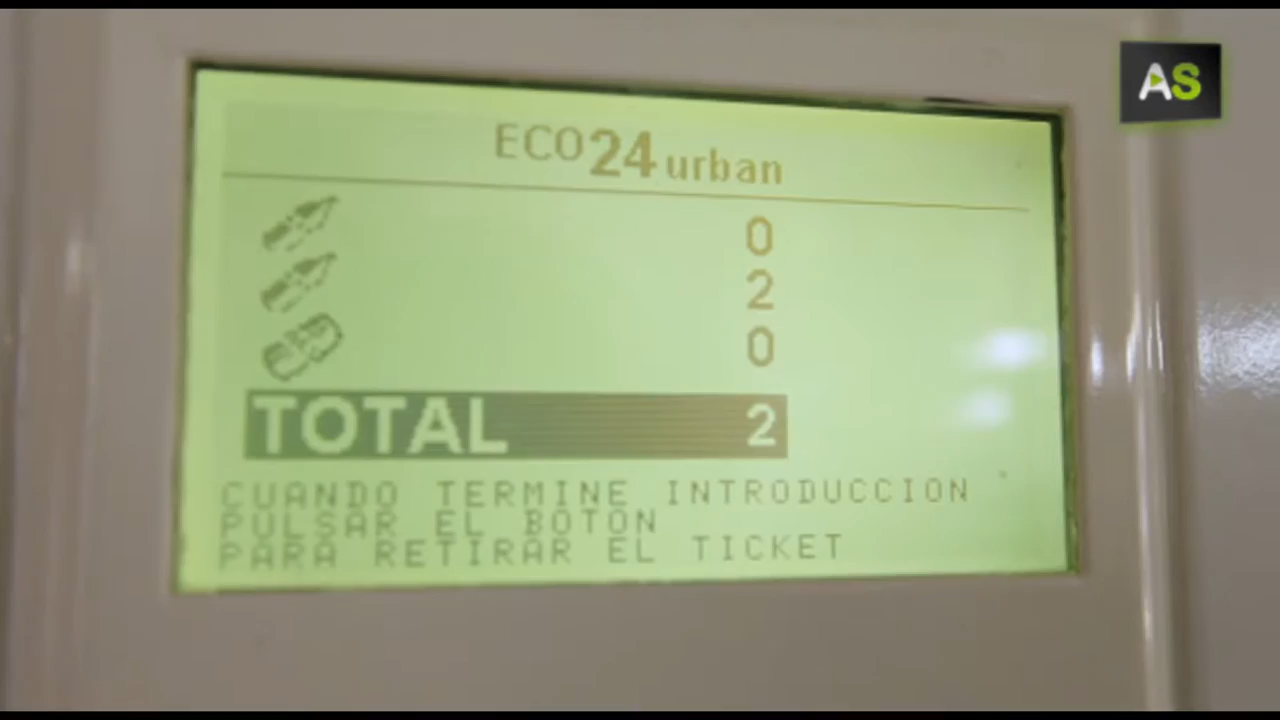 AS
ECO24urban
0
2
0
TOTAL 2
CUANDO TERMINE INTRODUCCION
PULSAR EL BOTON
PARA RETIRAR EL TICKET